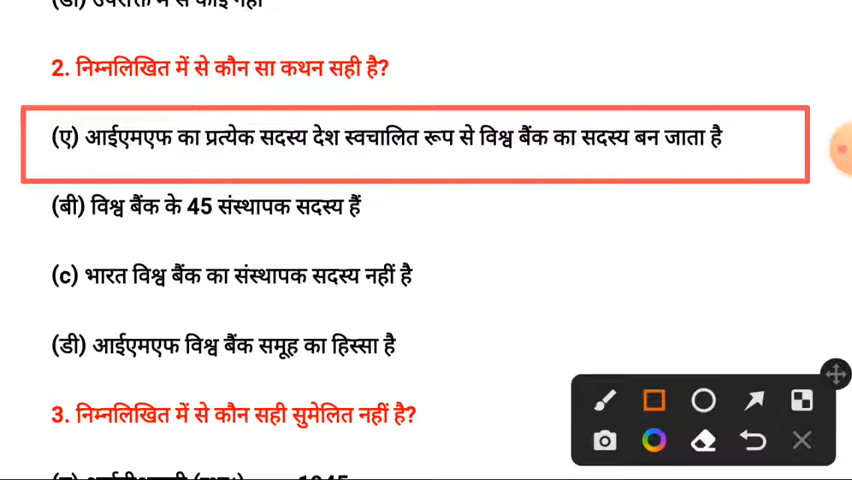 2. निम्नलिखित में से कौन सा कथन सही है?
(ए) आईएमएफ का प्रत्येक सदस्य देश स्वचालित रूप से विश्व बैंक का सदस्य बन जाता है
(बी) विश्व बैंक के 45 संस्थापक सदस्य हैं
(c) भारत विश्व बैंक का संस्थापक सदस्य नहीं है
(डी) आईएमएफ विश्व बैंक समूह का हिस्सा है
3. निम्नलिखित में से कौन सही सुमेलित नहीं है?